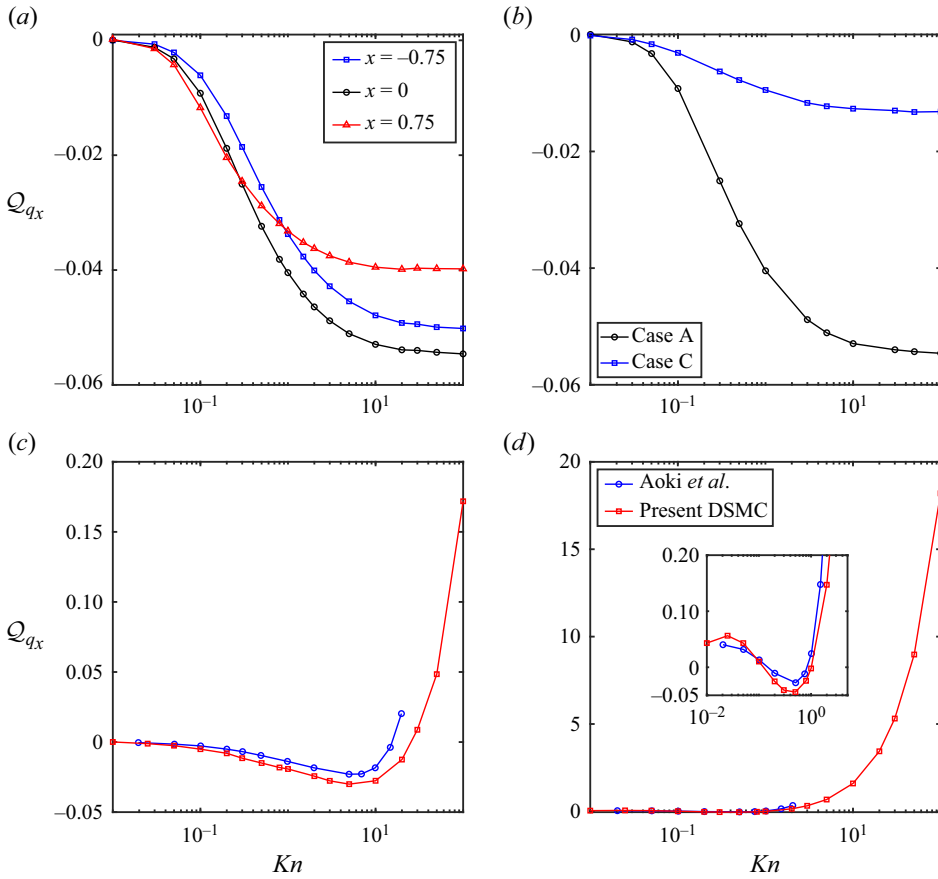 (a)
0
−0.02
−0.04
−0.06
𝒬qx
10⁻¹
10¹
x = −0.75
x = 0
x = 0.75
(b)
0
−0.02
−0.04
−0.06
10⁻¹
10¹
Case A
Case C
(c)
0.20
0.15
0.10
0.05
0
−0.05
𝒬qx
10⁻¹
10¹
Kn
(d)
20
15
10
5
0
10⁻¹
10¹
Kn
Aoki et al.
Present DSMC
0.20
0.10
0
−0.05
10⁻²
10⁰